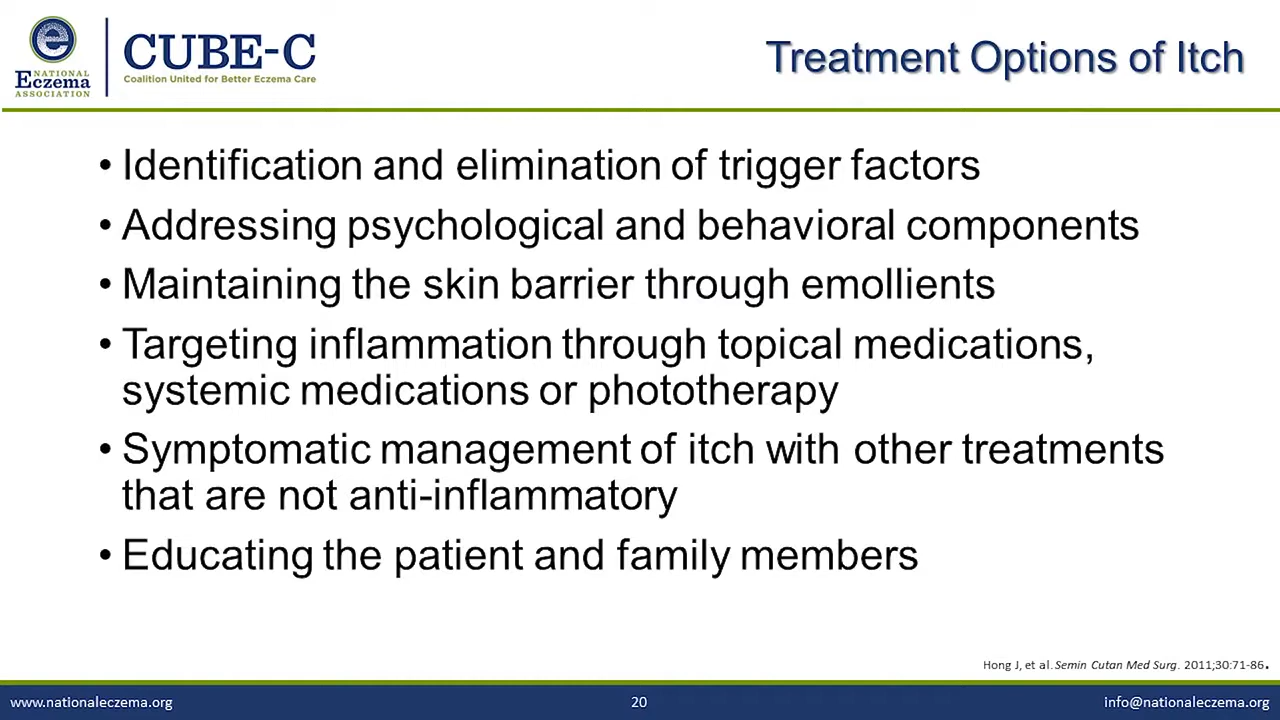 e
NATIONAL
Eczema
ASSOCIATION
CUBE-C
Coalition United for Better Eczema Care
Treatment Options of Itch
• Identification and elimination of trigger factors
• Addressing psychological and behavioral components
• Maintaining the skin barrier through emollients
• Targeting inflammation through topical medications,
systemic medications or phototherapy
• Symptomatic management of itch with other treatments
that are not anti-inflammatory
• Educating the patient and family members
Hong J, et al. Semin Cutan Med Surg. 2011;30:71-86.
www.nationaleczema.org
20
info@nationaleczema.org